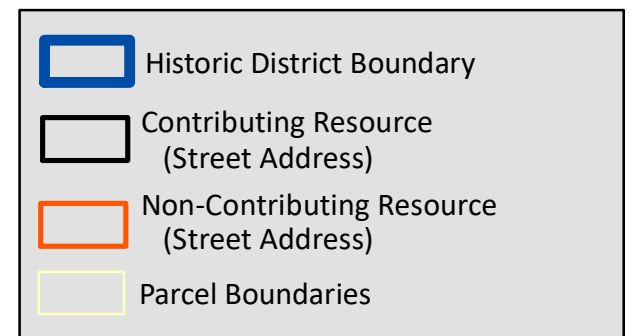 Historic District Boundary
Contributing Resource
(Street Address)
Non-Contributing Resource
(Street Address)
Parcel Boundaries